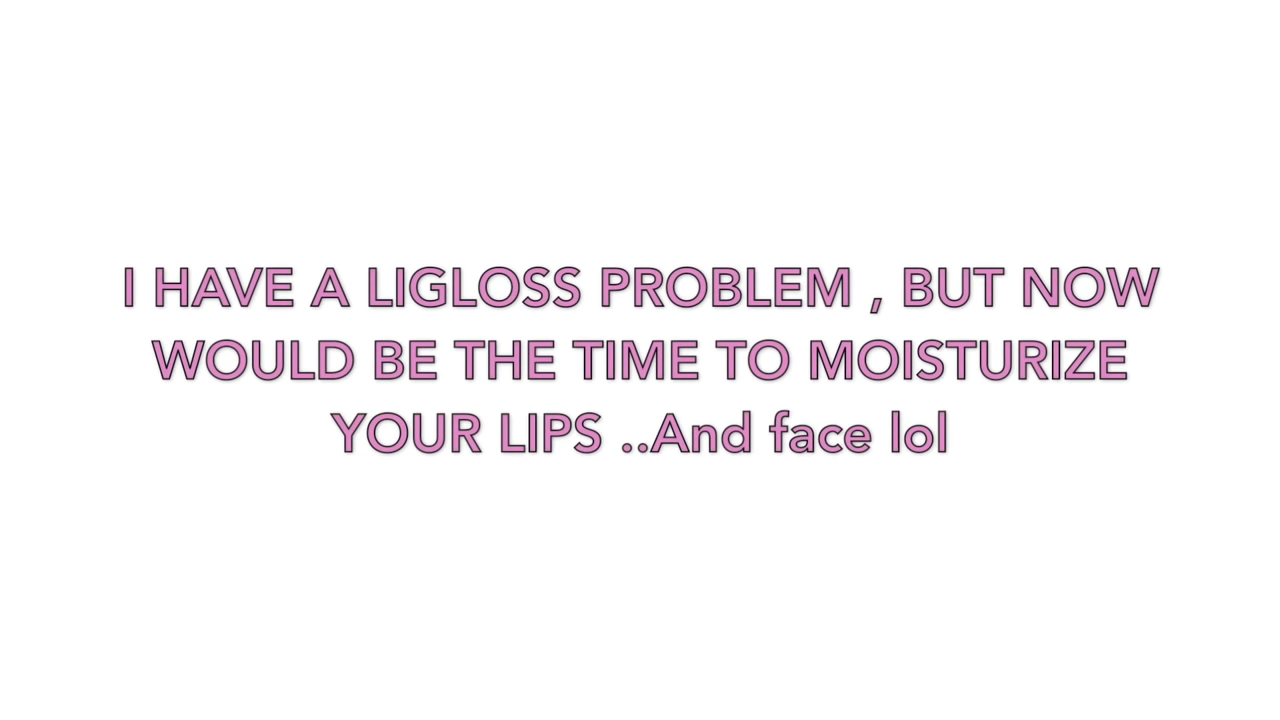 I HAVE A LIGLOSS PROBLEM , BUT NOW
WOULD BE THE TIME TO MOISTURIZE
YOUR LIPS ..And face lol